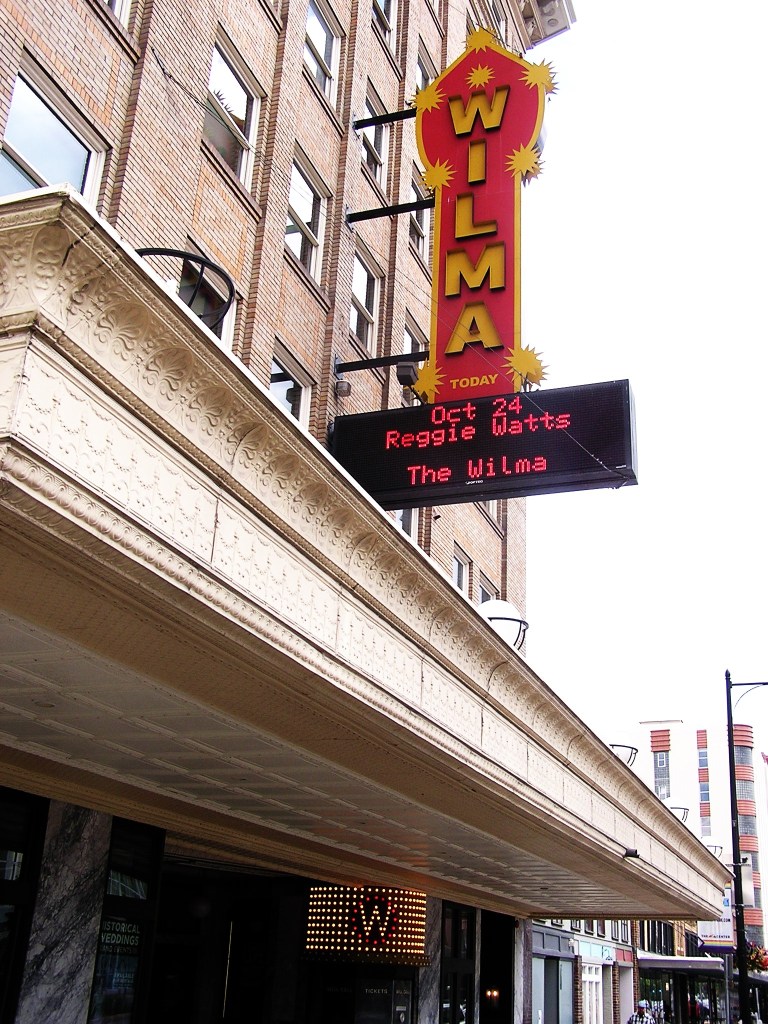 WILMA
TODAY
Oct 24
Reggie Watts
The Wilma
W
TICKETS
HISTORICAL
WEDDINGS